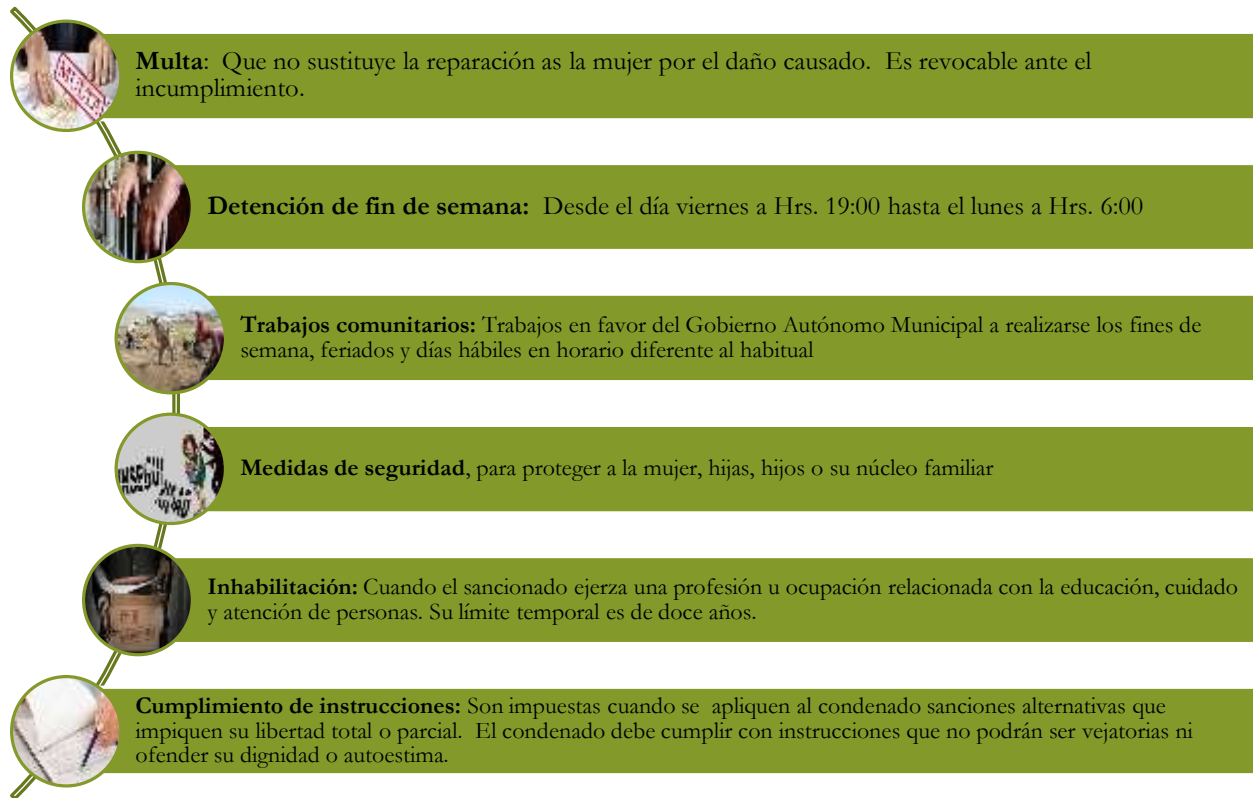 Multa:  Que no sustituye la reparación as la mujer por el daño causado.  Es revocable ante el
incumplimiento.
MULTA
Detención de fin de semana:  Desde el día viernes a Hrs. 19:00 hasta el lunes a Hrs. 6:00
Trabajos comunitarios: Trabajos en favor del Gobierno Autónomo Municipal a realizarse los fines de
semana, feriados y días hábiles en horario diferente al habitual
Medidas de seguridad, para proteger a la mujer, hijas, hijos o su núcleo familiar
Inhabilitación: Cuando el sancionado ejerza una profesión u ocupación relacionada con la educación, cuidado
y atención de personas. Su límite temporal es de doce años.
Cumplimiento de instrucciones: Son impuestas cuando se  apliquen al condenado sanciones alternativas que
impiquen su libertad total o parcial.  El condenado debe cumplir con instrucciones que no podrán ser vejatorias ni
ofender su dignidad o autoestima.